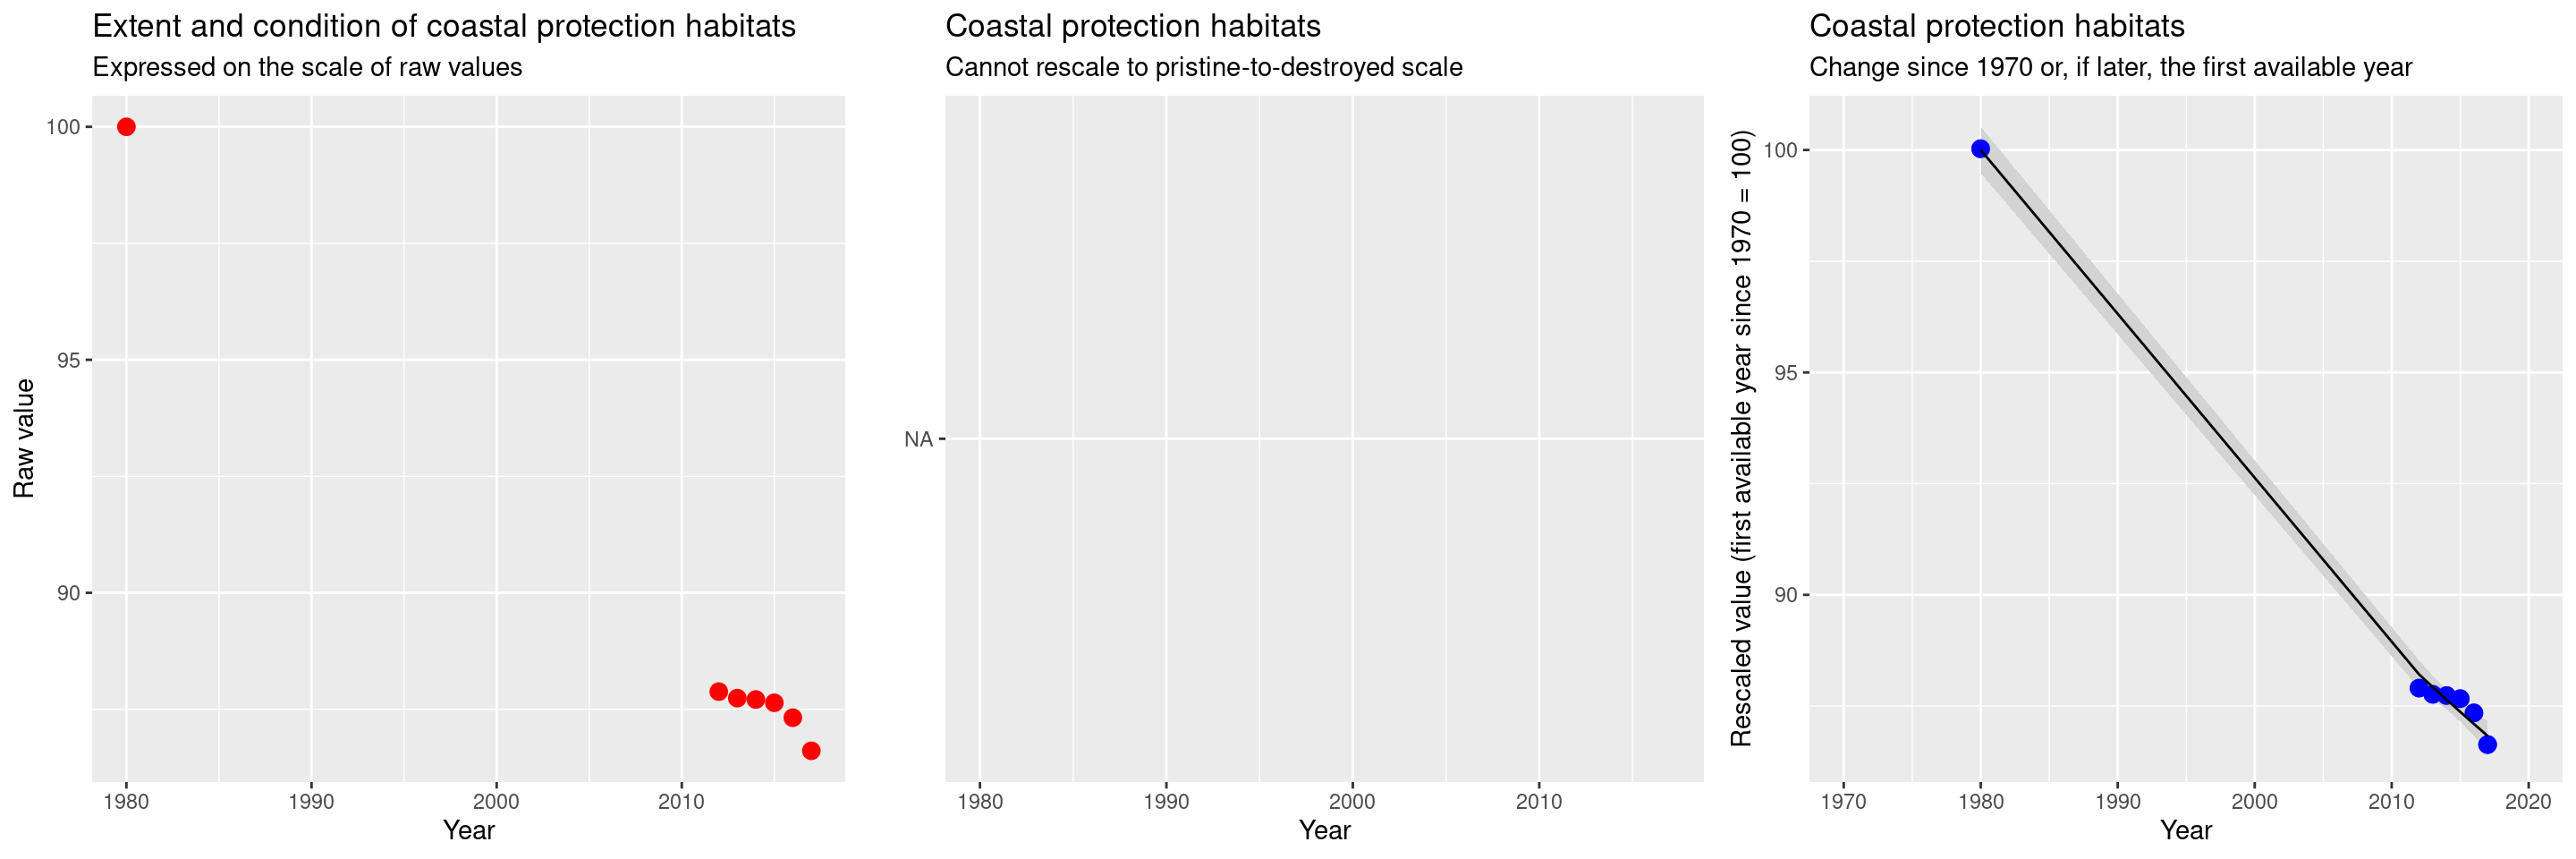 Extent and condition of coastal protection habitats
Expressed on the scale of raw values
Raw value
100
95
90
1980
1990
2000
2010
Year
Coastal protection habitats
Cannot rescale to pristine-to-destroyed scale
NA
1980
1990
2000
2010
Year
Coastal protection habitats
Change since 1970 or, if later, the first available year
Rescaled value (first available year since 1970 = 100)
100
95
90
1970
1980
1990
2000
2010
2020
Year